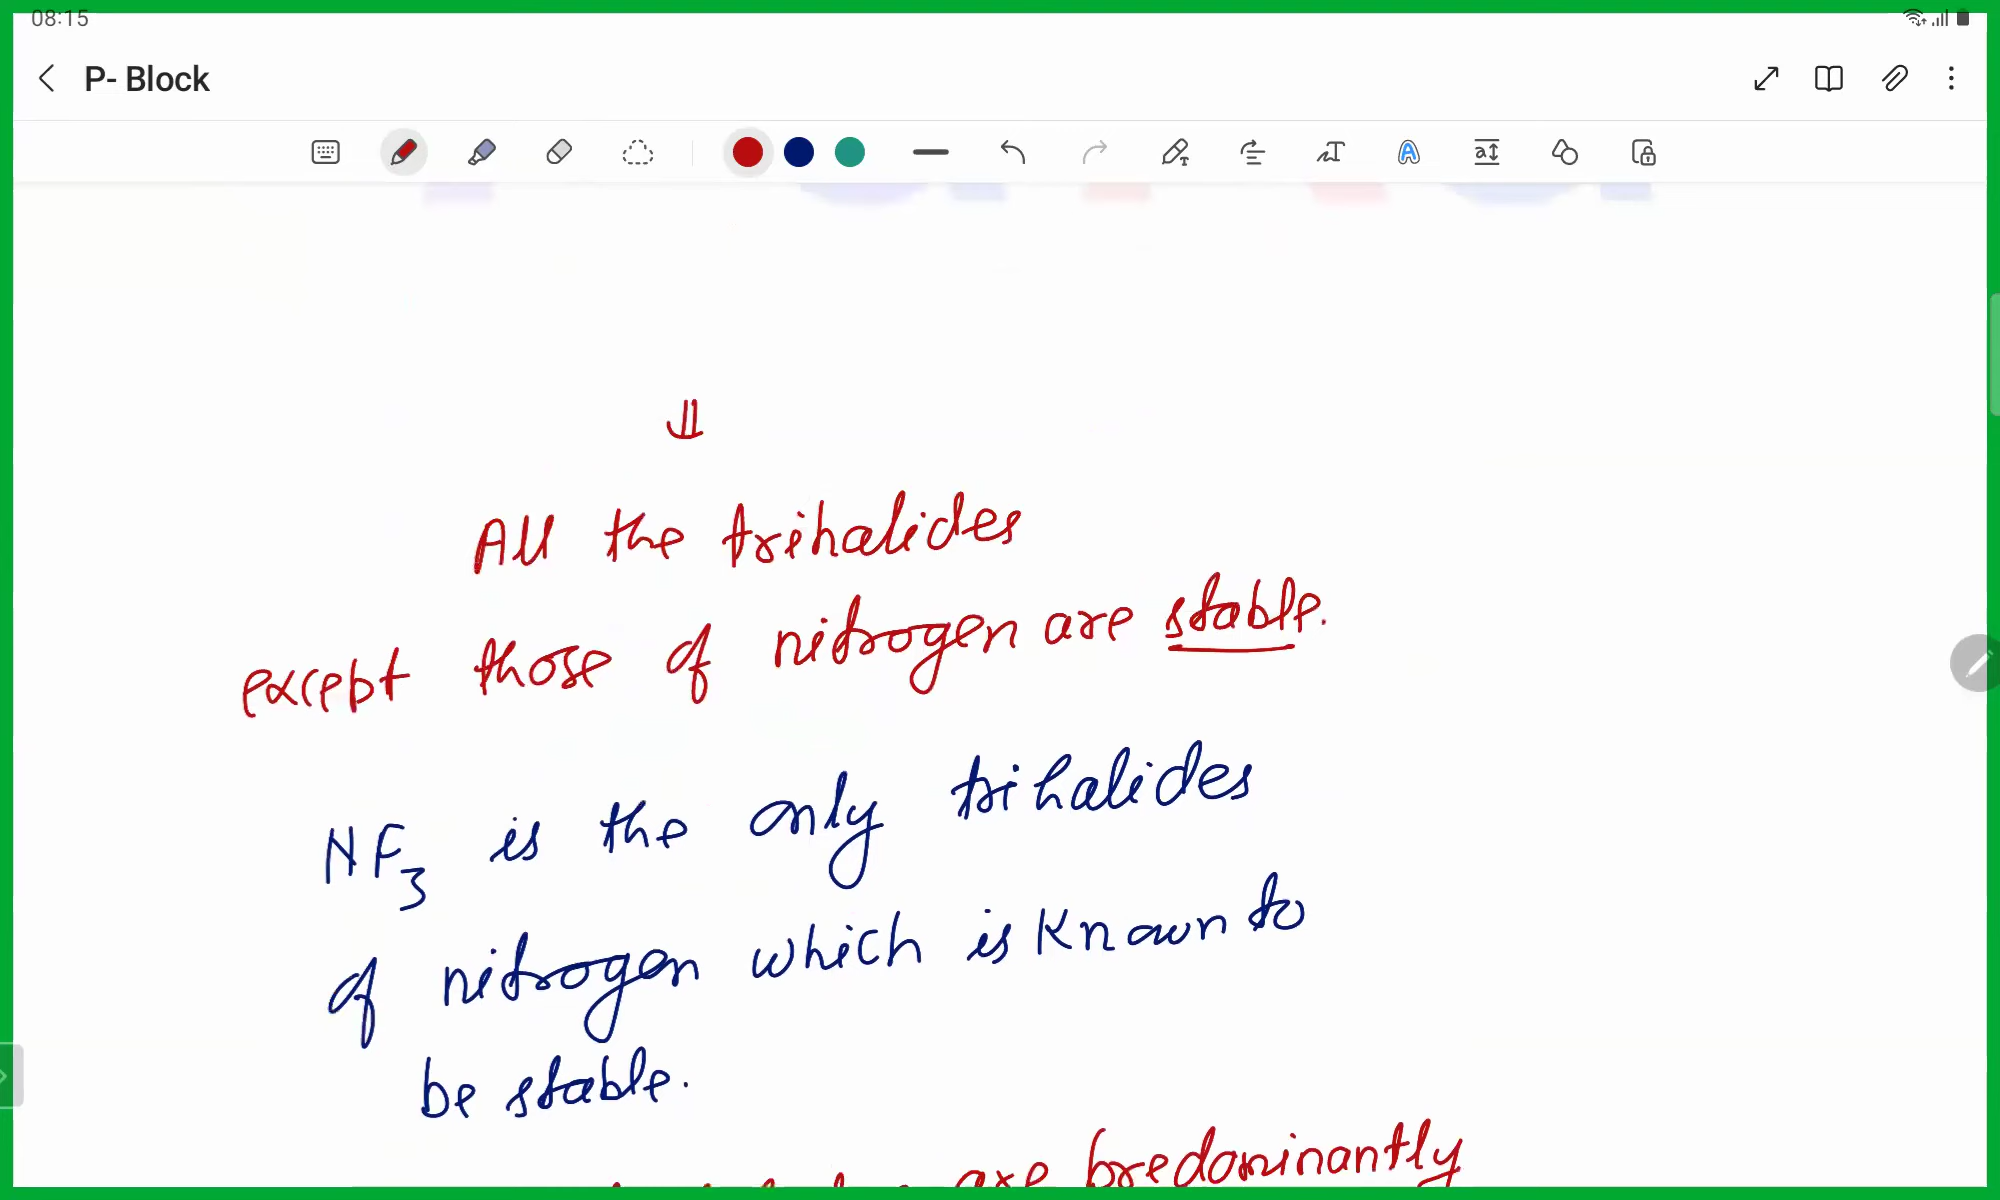 08:15
P- Block
All the trihalides
except those of nitrogen are stable.
NF3 is the only trihalides
of nitrogen which is known to
be stable.
are predominantly